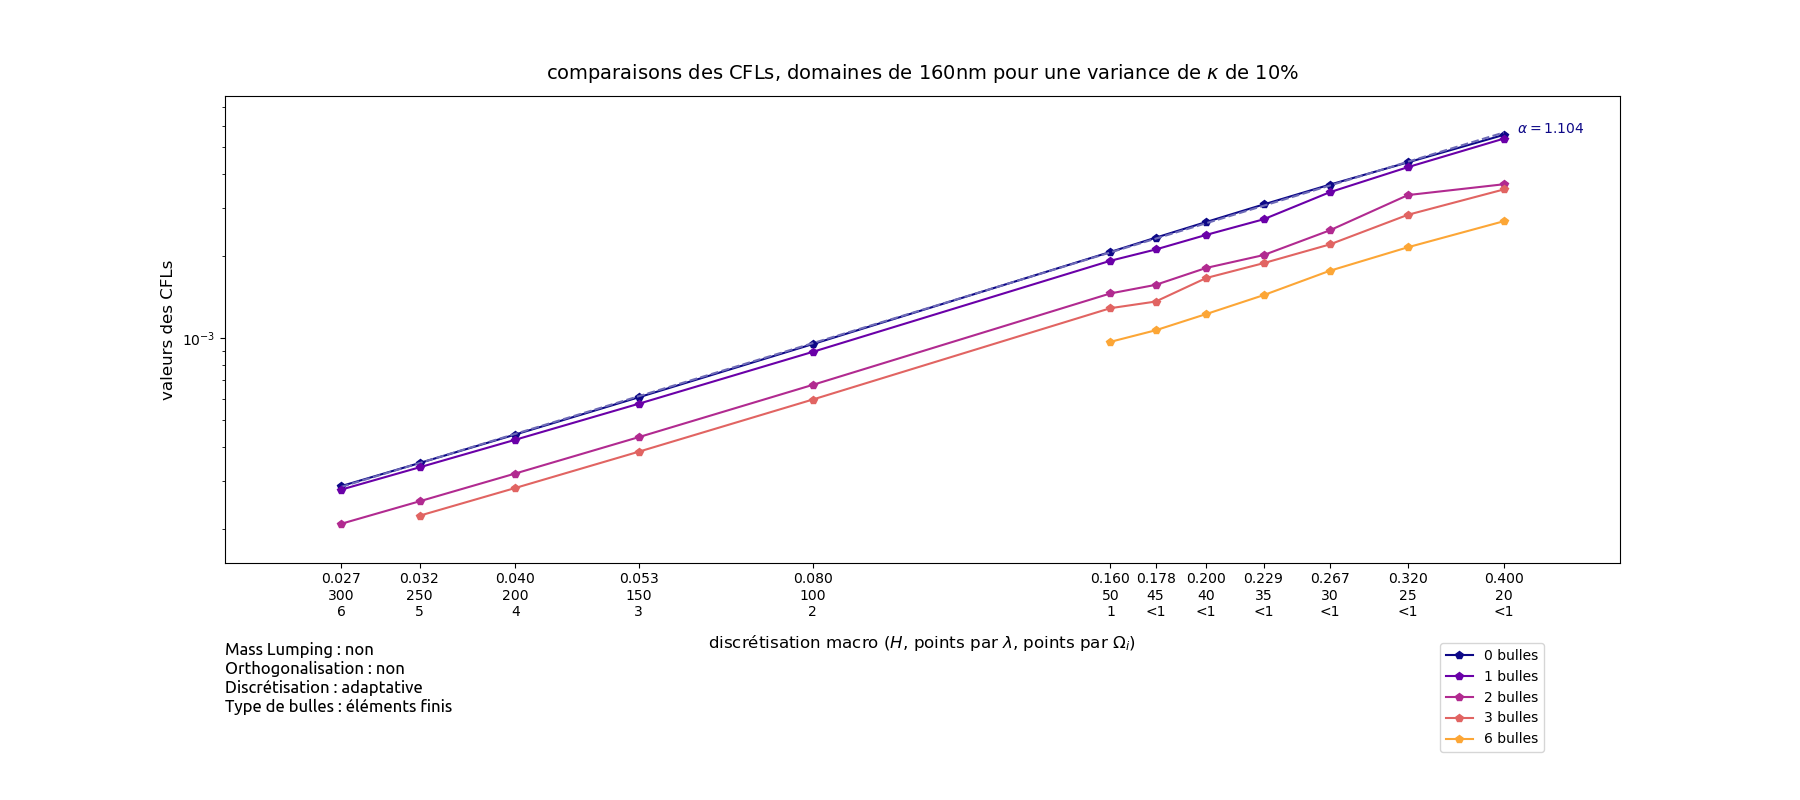 comparaisons des CFLs, domaines de 160nm pour une variance de κ de 10%
α = 1.104
valeurs des CFLs
10⁻³
0.027 0.032 0.040 0.053 0.080 0.160 0.178 0.200 0.229 0.267 0.320 0.400
300 250 200 150 100 50 45 40 35 30 25 20
6 5 4 3 2 1 <1 <1 <1 <1 <1 <1
discrétisation macro (H, points par λ, points par Ωᵢ)
Mass Lumping : non
Orthogonalisation : non
Discrétisation : adaptative
Type de bulles : éléments finis
0 bulles
1 bulles
2 bulles
3 bulles
6 bulles